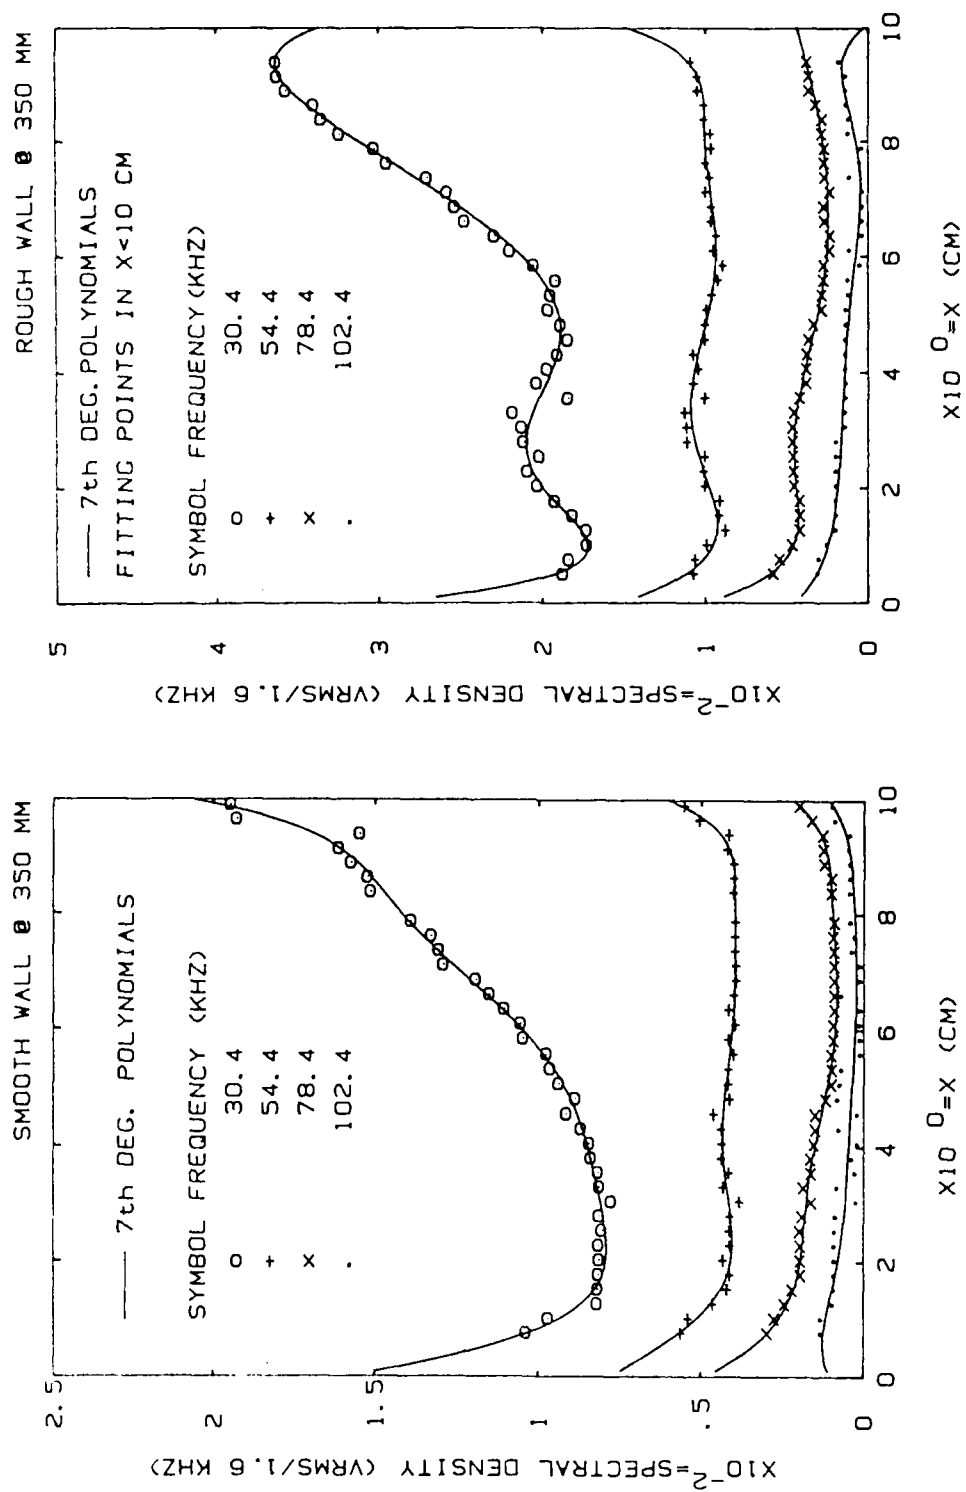 SMOOTH WALL @ 350 MM
7th DEG. POLYNOMIALS
SYMBOL FREQUENCY (KHZ)
O 30.4
+ 54.4
x 78.4
. 102.4
2.5
2
1.5
1
.5
0
X10⁻²=SPECTRAL DENSITY (VRMS/1.6 KHZ)
0 2 4 6 8 10
X10 ⁰=X (CM)
ROUGH WALL @ 350 MM
7th DEG.POLYNOMIALS
FITTING POINTS IN X<10 CM
SYMBOL FREQUENCY(KHZ)
O 30.4
+ 54.4
x 78.4
. 102.4
5
4
3
2
1
0
X10⁻²=SPECTRAL DENSITY (VRMS/1.6 KHZ)
0 2 4 6 8 10
X10 ⁰=X (CM)